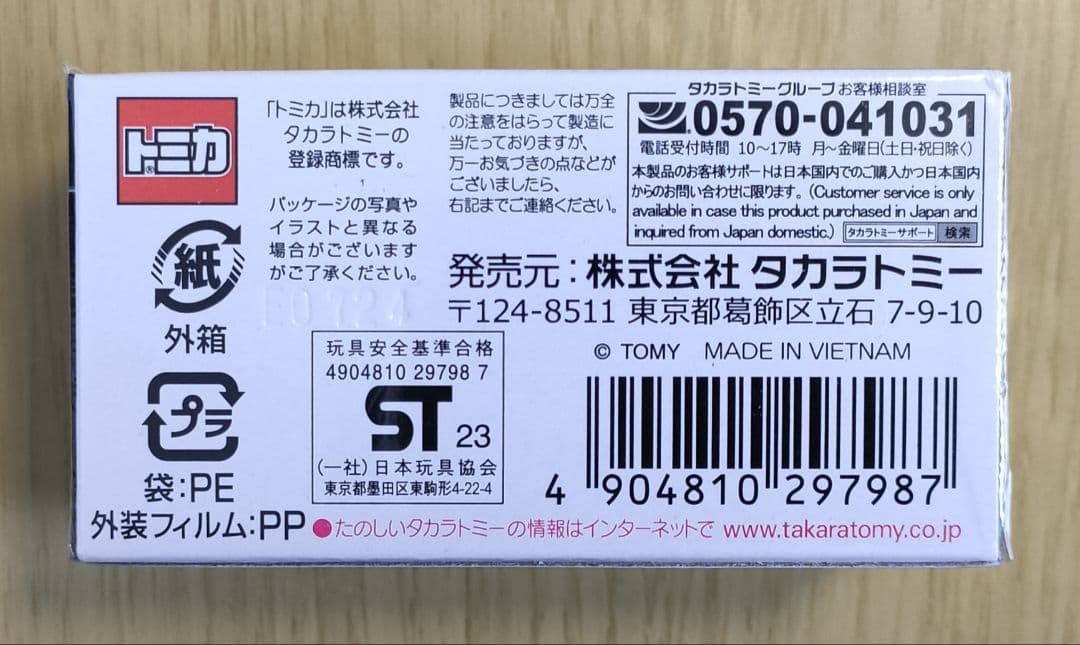 トミカ®
「トミカ」は株式会社
タカラトミーの
登録商標です。
パッケージの写真や
イラストと異なる
場合がございます
がご了承ください。
E0724
製品につきましては万全
の注意をはらって製造に
当たっておりますが、
万一お気づきの点などが
ございましたら、
右記までご連絡ください。
タカラトミーグループ お客様相談室
0570-041031
電話受付時間 10〜17時 月〜金曜日(土日・祝日除く)
本製品のお客様サポートは日本国内でのご購入かつ日本国内
からのお問い合わせに限ります。(Customer service is only
available in case this product purchased in Japan and
inquired from Japan domestic.) タカラトミーサポート 検索
発売元:株式会社 タカラトミー
〒124-8511 東京都葛飾区立石 7-9-10
© TOMY MADE IN VIETNAM
紙
外箱
プラ
袋:PE
外装フィルム:PP
玩具安全基準合格
4904810 29798 7
ST 23
(一社)日本玩具協会
東京都墨田区東駒形4-22-4
4 904810 297987
●たのしいタカラトミーの情報はインターネットで www.takaratomy.co.jp